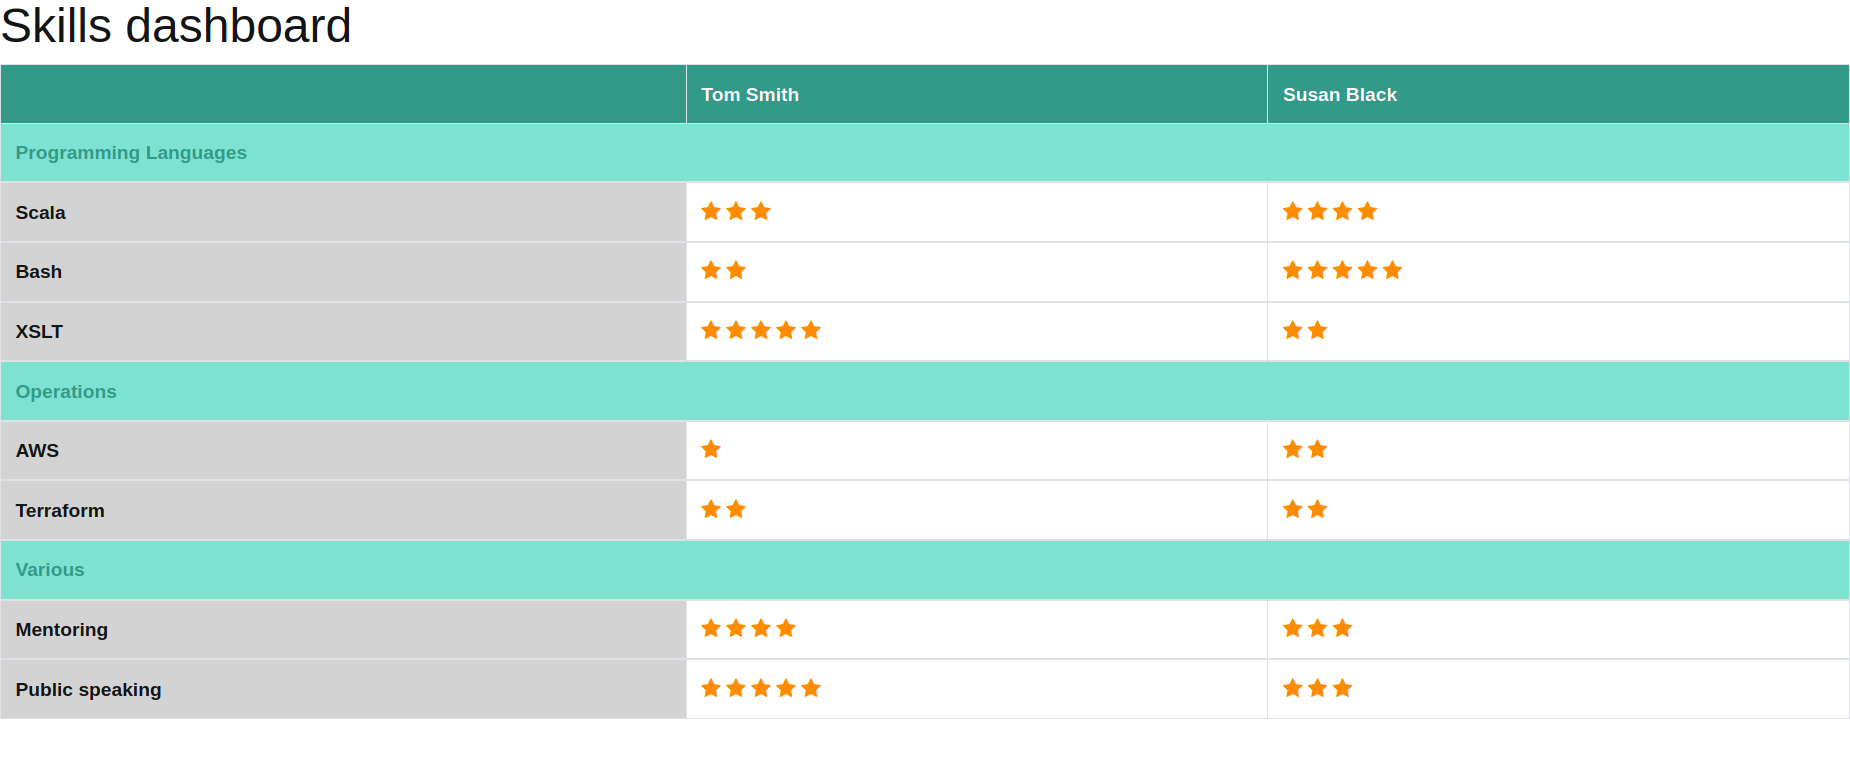 Skills dashboard
Tom Smith Susan Black
Programming Languages
Scala
Bash
XSLT
Operations
AWS
Terraform
Various
Mentoring
Public speaking